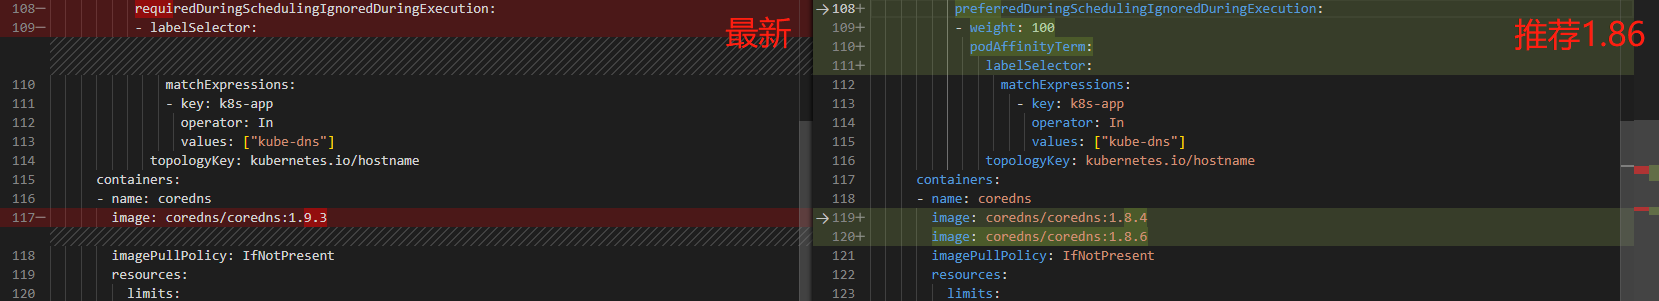 108 requiredDuringSchedulingIgnoredDuringExecution:
109 - labelSelector:
最新
110 matchExpressions:
111 - key: k8s-app
112 operator: In
113 values: ["kube-dns"]
114 topologyKey: kubernetes.io/hostname
115 containers:
116 - name: coredns
117 image: coredns/coredns:1.9.3
118 imagePullPolicy: IfNotPresent
119 resources:
120 limits:
108+ preferredDuringSchedulingIgnoredDuringExecution:
109+ - weight: 100
推荐1.86
110+ podAffinityTerm:
111+ labelSelector:
112 matchExpressions:
113 - key: k8s-app
114 operator: In
115 values: ["kube-dns"]
116 topologyKey: kubernetes.io/hostname
117 containers:
118 - name: coredns
119+ image: coredns/coredns:1.8.4
120+ image: coredns/coredns:1.8.6
121 imagePullPolicy: IfNotPresent
122 resources:
123 limits: